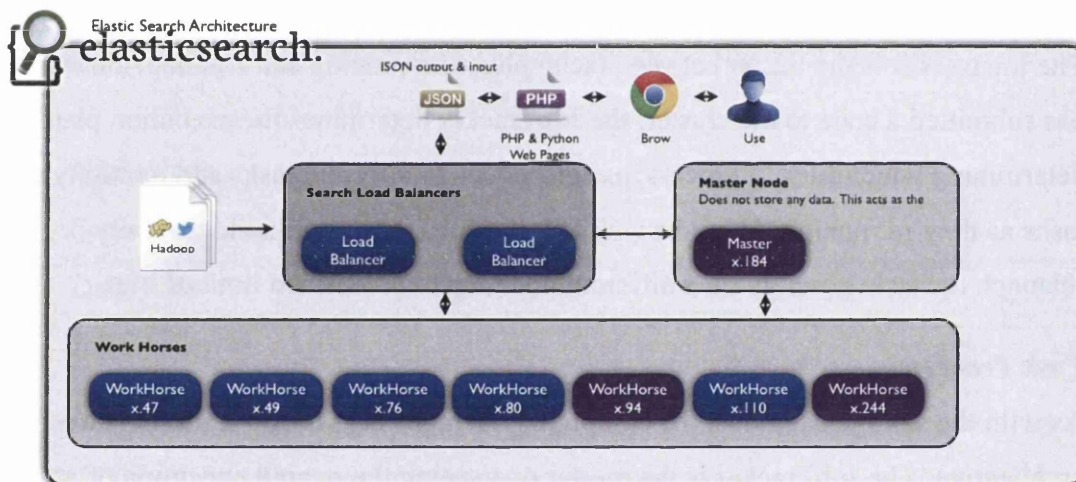 Elastic Search Architecture
elasticsearch.
JSON output & input
JSON
PHP
PHP & Python
Web Pages
Brow
Use
Hadoop
Search Load Balancers
Load
Balancer
Load
Balancer
Master Node
Does not store any data. This acts as the
Master
x.184
Work Horses
WorkHorse
x.47
WorkHorse
x.49
WorkHorse
x.76
WorkHorse
x.80
WorkHorse
x.94
WorkHorse
x.110
WorkHorse
x.244